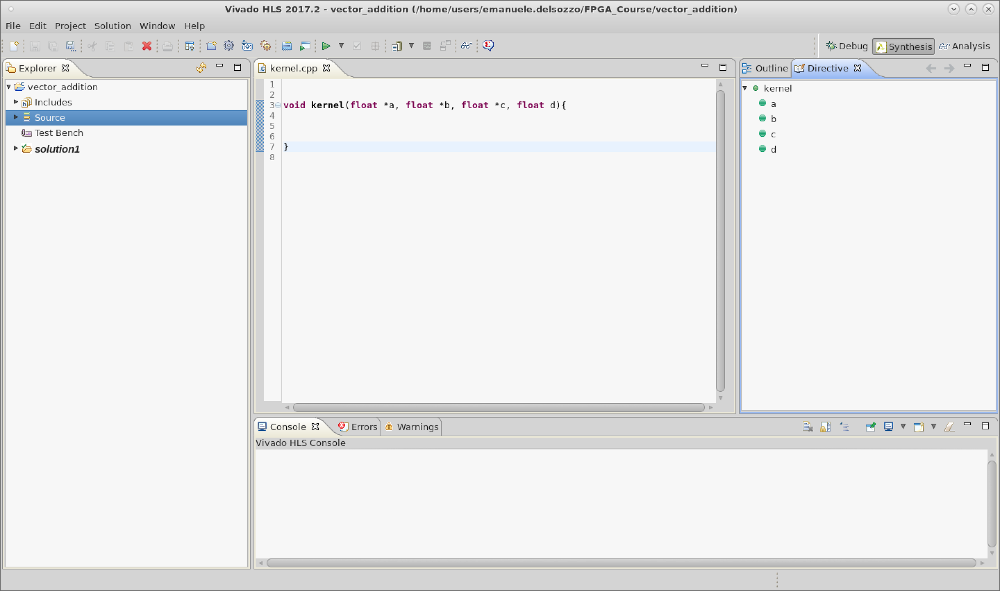 Vivado HLS 2017.2 - vector_addition (/home/users/emanuele.delsozzo/FPGA_Course/vector_addition)
File Edit Project Solution Window Help
Debug Synthesis Analysis
Explorer
vector_addition
Includes
Source
Test Bench
solution1
kernel.cpp
1
2
3 void kernel(float *a, float *b, float *c, float d){
4
5
6
7 }
8
Outline Directive
kernel
a
b
c
d
Console Errors Warnings
Vivado HLS Console